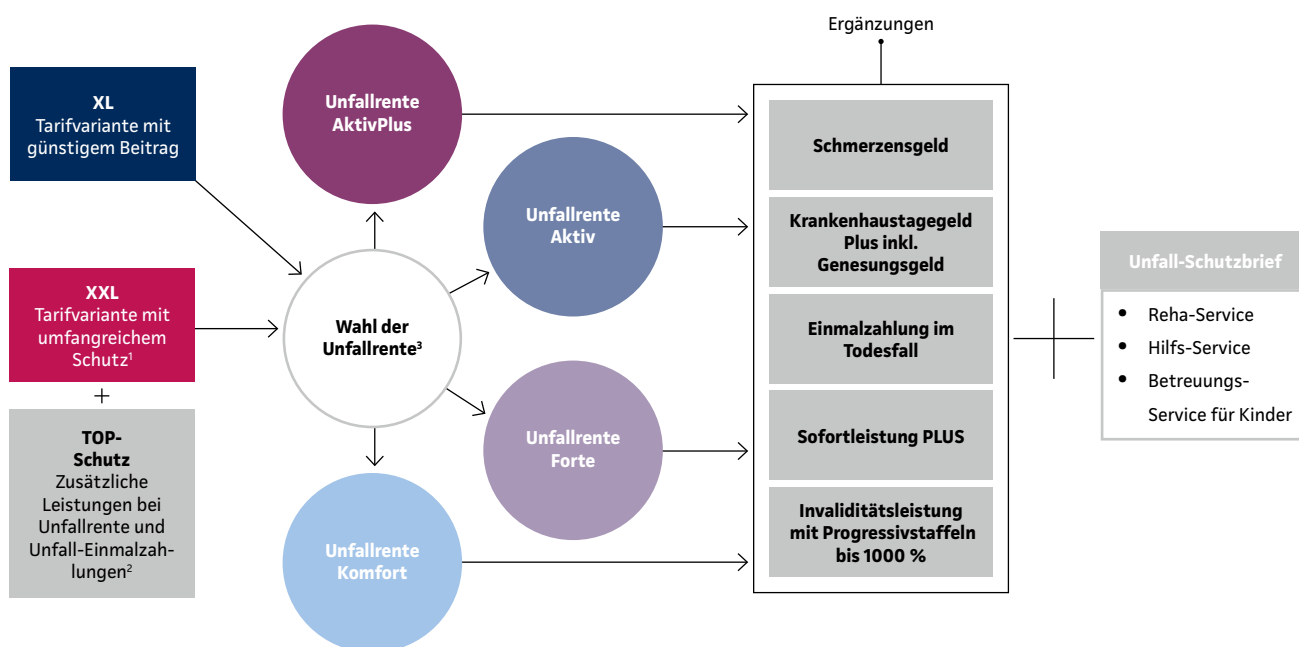 XL
Tarifvariante mit
günstigem Beitrag
XXL
Tarifvariante mit
umfangreichem
Schutz¹
+
TOP-
Schutz
Zusätzliche
Leistungen bei
Unfallrente und
Unfall-Einmalzah-
lungen²
Wahl der
Unfallrente³
Unfallrente
AktivPlus
Unfallrente
Aktiv
Unfallrente
Forte
Unfallrente
Komfort
Ergänzungen
Schmerzensgeld
Krankenhaustagegeld
Plus inkl.
Genesungsgeld
Einmalzahlung im
Todesfall
Sofortleistung PLUS
Invaliditätsleistung
mit Progressivstaffeln
bis 1000 %
Unfall-Schutzbrief
• Reha-Service
• Hilfs-Service
• Betreuungs-
Service für Kinder